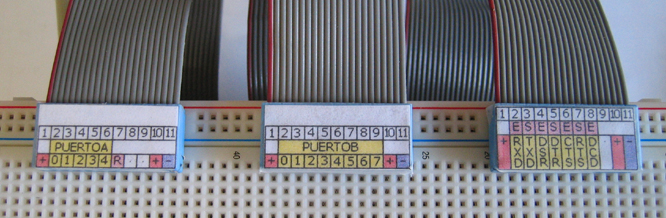 1 2 3 4 5 6 7 8 9 10 11
PUERTOA
+ 0 1 2 3 4 R + -
1 2 3 4 5 6 7 8 9 10 11
PUERTOB
+ 0 1 2 3 4 5 6 7 + -
1 2 3 4 5 6 7 8 9 10 11
E S E S E S E
+ R T D D C R D + -